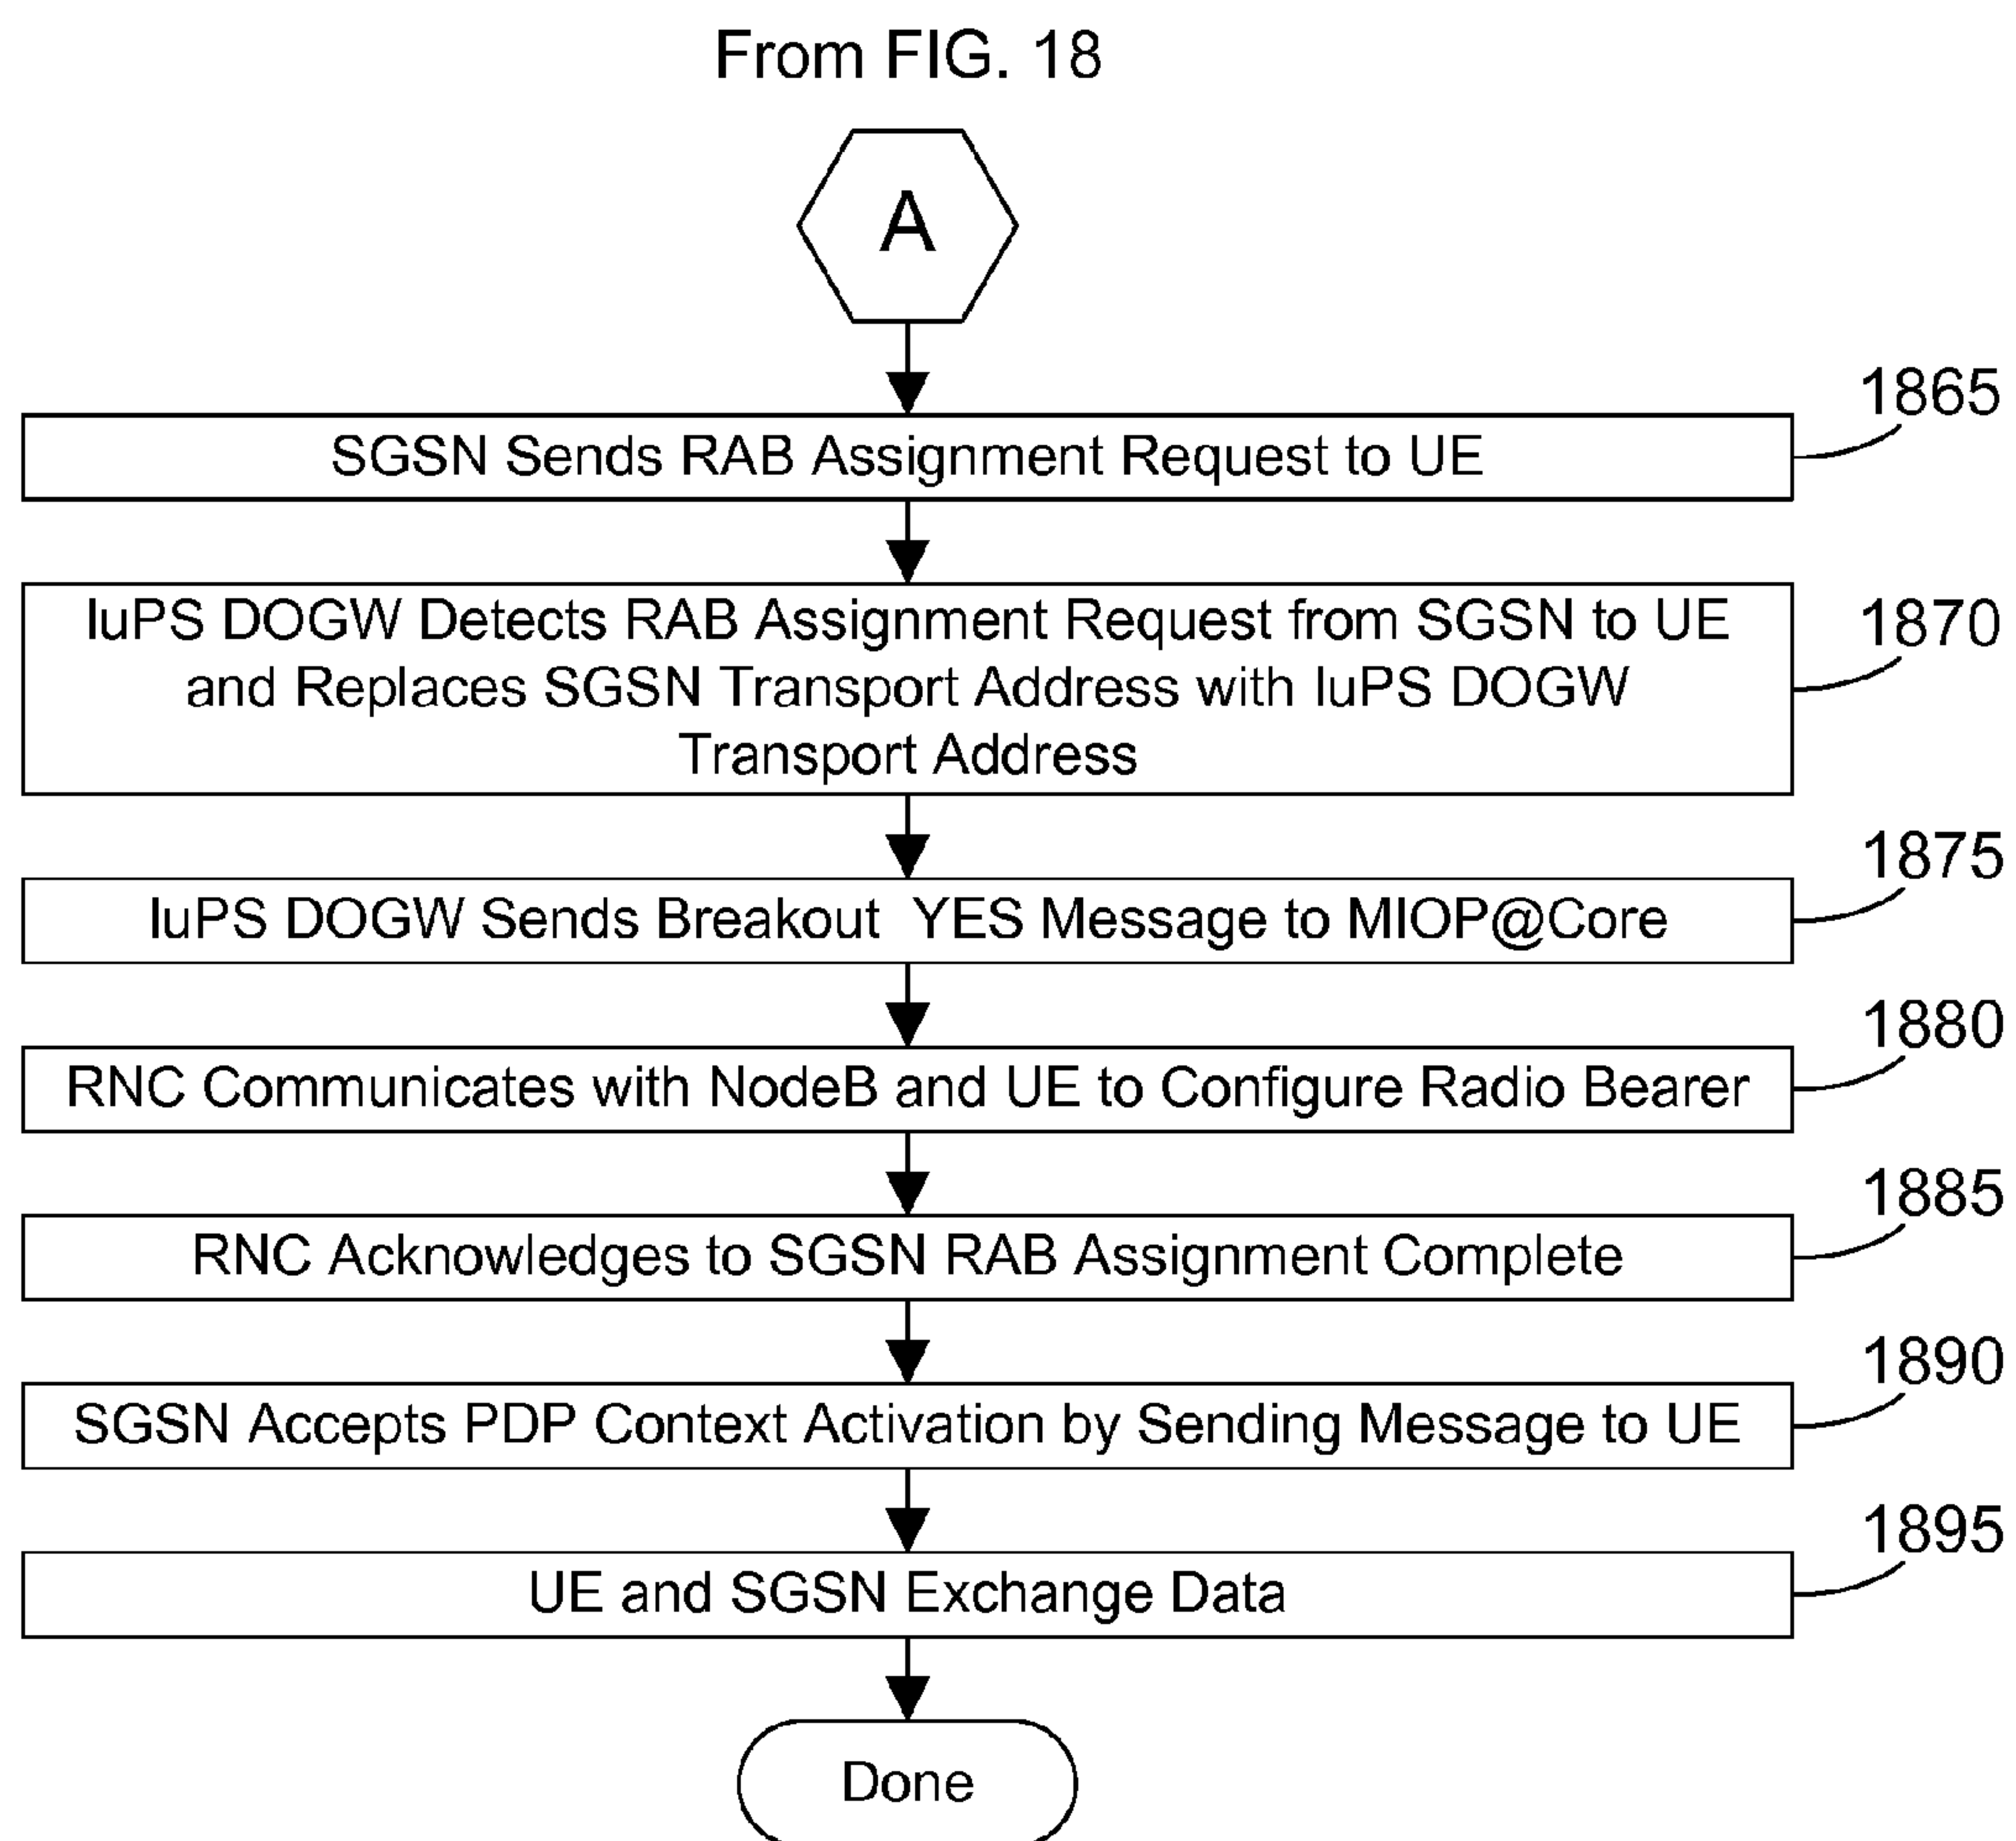 From FIG. 18
A
1865
SGSN Sends RAB Assignment Request to UE
1870
IuPS DOGW Detects RAB Assignment Request from SGSN to UE
and Replaces SGSN Transport Address with IuPS DOGW
Transport Address
1875
IuPS DOGW Sends Breakout YES Message to MIOP@Core
1880
RNC Communicates with NodeB and UE to Configure Radio Bearer
1885
RNC Acknowledges to SGSN RAB Assignment Complete
1890
SGSN Accepts PDP Context Activation by Sending Message to UE
1895
UE and SGSN Exchange Data
Done